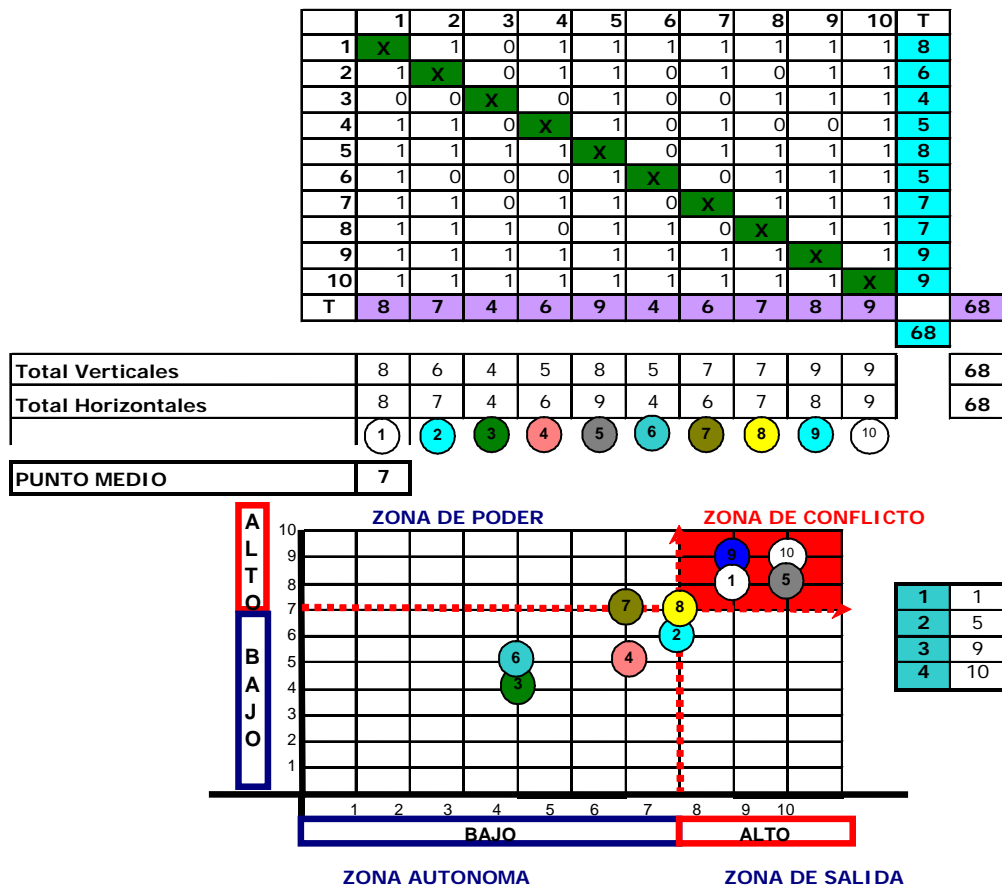 1 2 3 4 5 6 7 8 9 10 T
1 X 1 0 1 1 1 1 1 1 1 8
2 1 X 0 1 1 0 1 0 1 1 6
3 0 0 X 0 1 0 0 1 1 1 4
4 1 1 0 X 1 0 1 0 0 1 5
5 1 1 1 1 X 0 1 1 1 1 8
6 1 0 0 0 1 X 0 1 1 1 5
7 1 1 0 1 1 0 X 1 1 1 7
8 1 1 1 0 1 1 0 X 1 1 7
9 1 1 1 1 1 1 1 1 X 1 9
10 1 1 1 1 1 1 1 1 1 X 9
T 8 7 4 6 9 4 6 7 8 9 68
68
Total Verticales 8 6 4 5 8 5 7 7 9 9 68
Total Horizontales 8 7 4 6 9 4 6 7 8 9 68
1 2 3 4 5 6 7 8 9 10
PUNTO MEDIO 7
ZONA DE PODER ZONA DE CONFLICTO
ALTO
BAJO
10
9
8
7
6
5
4
3
2
1
9 10
1 5
7 8
2
6 4
3
1 1
2 5
3 9
4 10
1 2 3 4 5 6 7 8 9 10
BAJO ALTO
ZONA AUTONOMA ZONA DE SALIDA